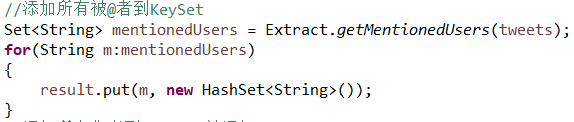 //添加所有被@者到KeySet
Set<String> mentionedUsers = Extract.getMentionedUsers(tweets);
for(String m:mentionedUsers)
{
result.put(m, new HashSet<String>());
}